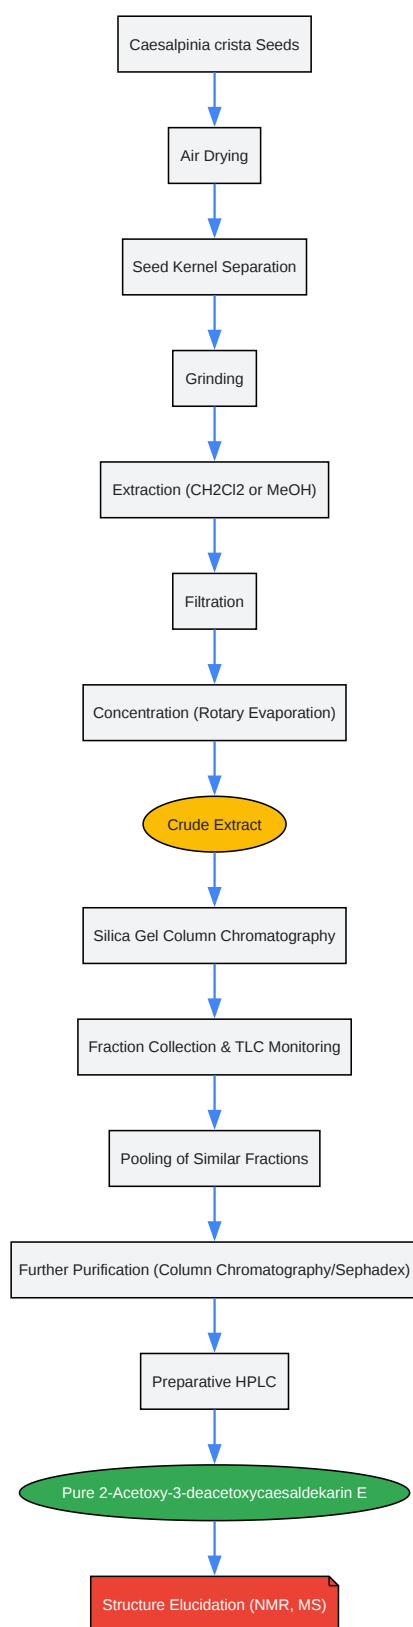 Caesalpinia crista Seeds
Air Drying
Seed Kernel Separation
Grinding
Extraction (CH2Cl2 or MeOH)
Filtration
Concentration (Rotary Evaporation)
Crude Extract
Silica Gel Column Chromatography
Fraction Collection & TLC Monitoring
Pooling of Similar Fractions
Further Purification (Column Chromatography/Sephadex)
Preparative HPLC
Pure 2-Acetoxy-3-deacetoxycaesaldekarin E
Structure Elucidation (NMR, MS)